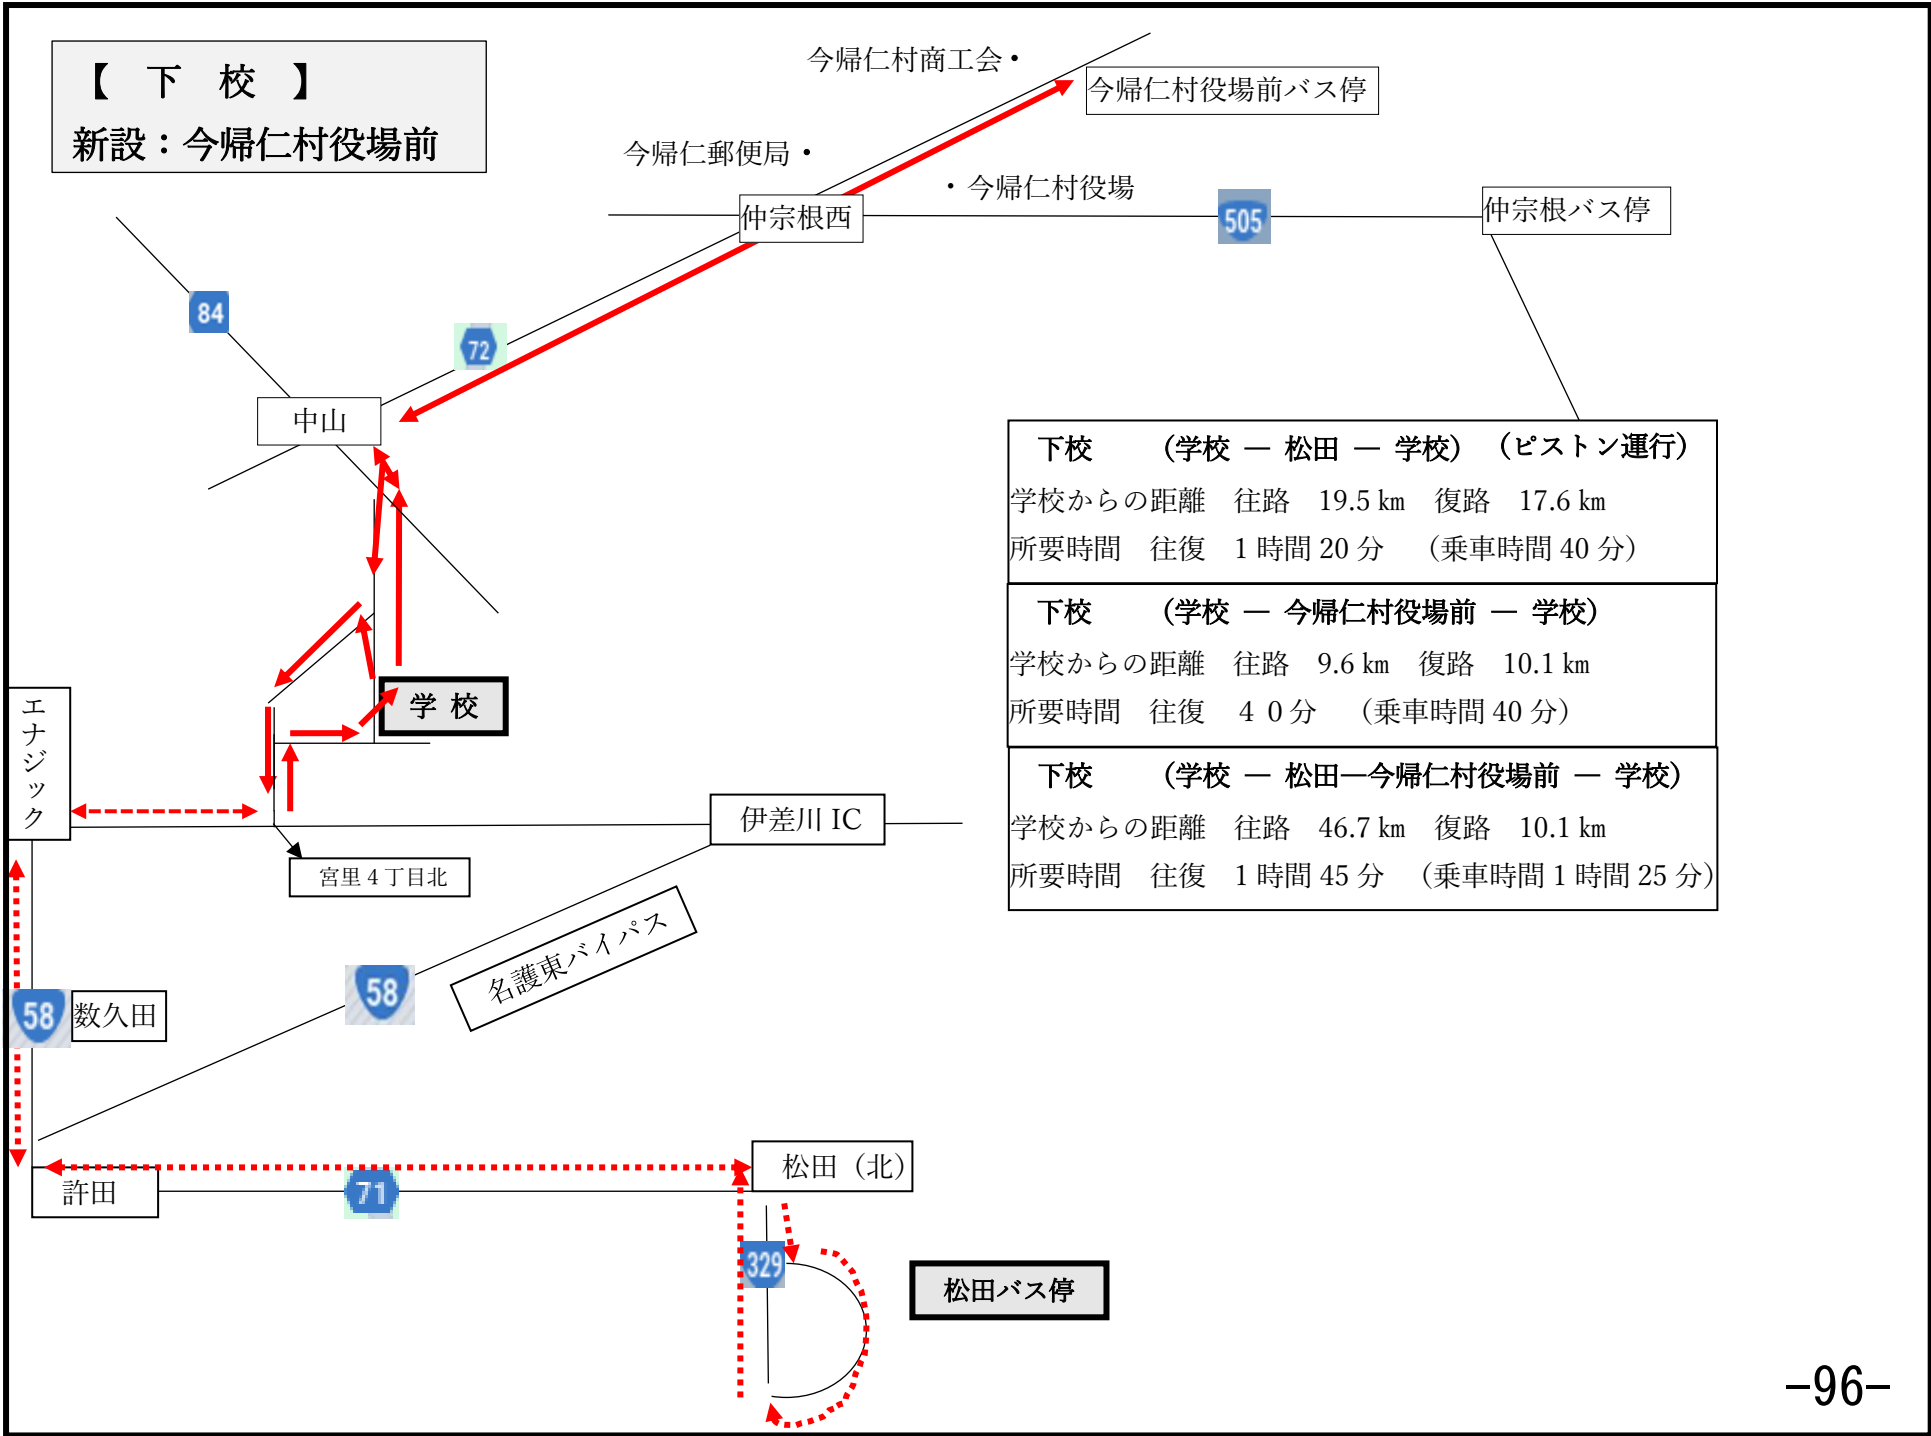 【 下 校 】
新設：今帰仁村役場前
今帰仁村商工会・
今帰仁村役場前バス停
今帰仁郵便局・
・今帰仁村役場
仲宗根西
505
仲宗根バス停
84
72
中山
下校 （学校 ― 松田 ― 学校）（ピストン運行）
学校からの距離 往路 19.5 ㎞ 復路 17.6 ㎞
所要時間 往復 1 時間 20 分 （乗車時間 40 分）
下校 （学校 ― 今帰仁村役場前 ― 学校）
学校からの距離 往路 9.6 ㎞ 復路 10.1 ㎞
所要時間 往復 ４０分 （乗車時間 40 分）
下校 （学校 ― 松田―今帰仁村役場前 ― 学校）
学校からの距離 往路 46.7 ㎞ 復路 10.1 ㎞
所要時間 往復 1 時間 45 分 （乗車時間 1 時間 25 分）
学 校
エナジック
伊差川 IC
宮里 4 丁目北
名護東バイパス
58
58
数久田
松田（北）
許田
71
329
松田バス停
-96-